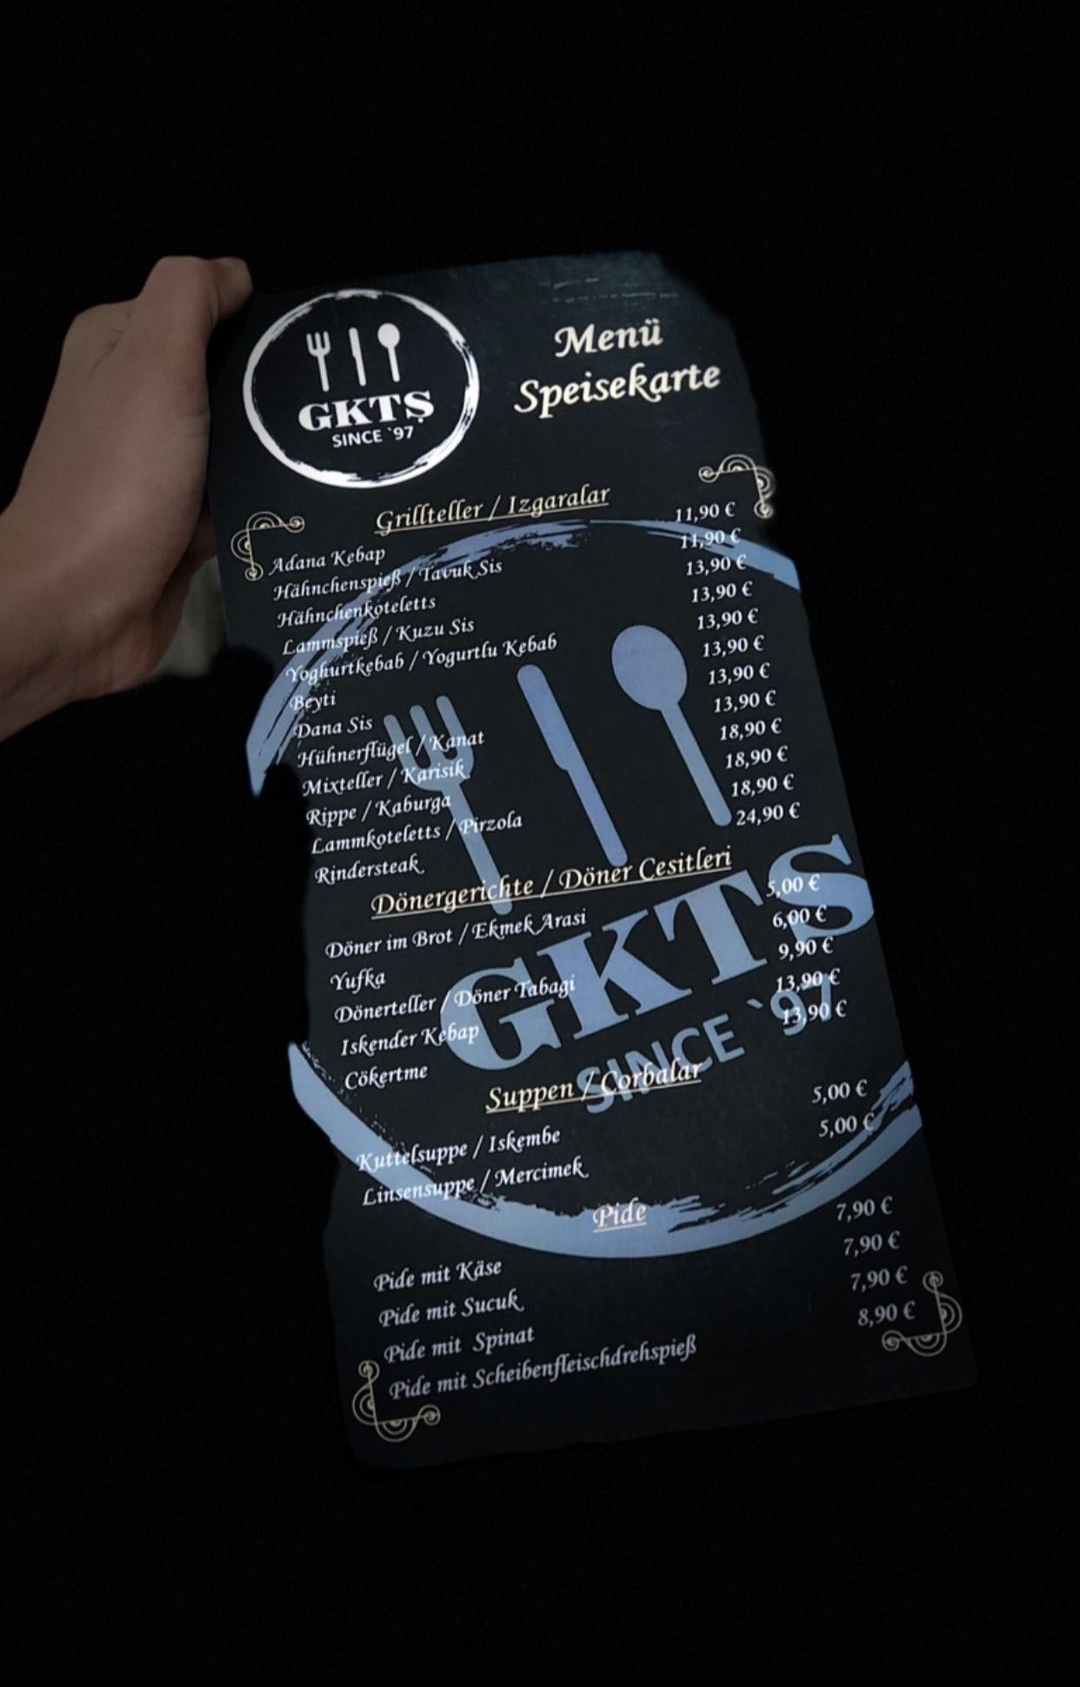 GKTŞ
SINCE `97
Menü
Speisekarte
Grillteller / Izgaralar
Adana Kebap 11,90 €
Hähnchenspieß / Tavuk Sis 11,90 €
Hähnchenkoteletts 13,90 €
Lammspieß / Kuzu Sis 13,90 €
Yoghurtkebab / Yogurtlu Kebab 13,90 €
Beyti 13,90 €
Dana Sis 13,90 €
Hühnerflügel / Kanat 13,90 €
Mixteller / Karisik 18,90 €
Rippe / Kaburga 18,90 €
Lammkoteletts / Pirzola 18,90 €
Rindersteak 24,90 €
Dönergerichte / Döner Cesitleri
Döner im Brot / Ekmek Arasi 5,00 €
Yufka 6,00 €
Dönerteller / Döner Tabagi 9,90 €
Iskender Kebap 13,90 €
Cökertme 13,90 €
GKTS
SINCE `97
Suppen / Corbalar
Kuttelsuppe / Iskembe 5,00 €
Linsensuppe / Mercimek 5,00 €
Pide
Pide mit Käse 7,90 €
Pide mit Sucuk 7,90 €
Pide mit Spinat 7,90 €
Pide mit Scheibenfleischdrehspieß 8,90 €